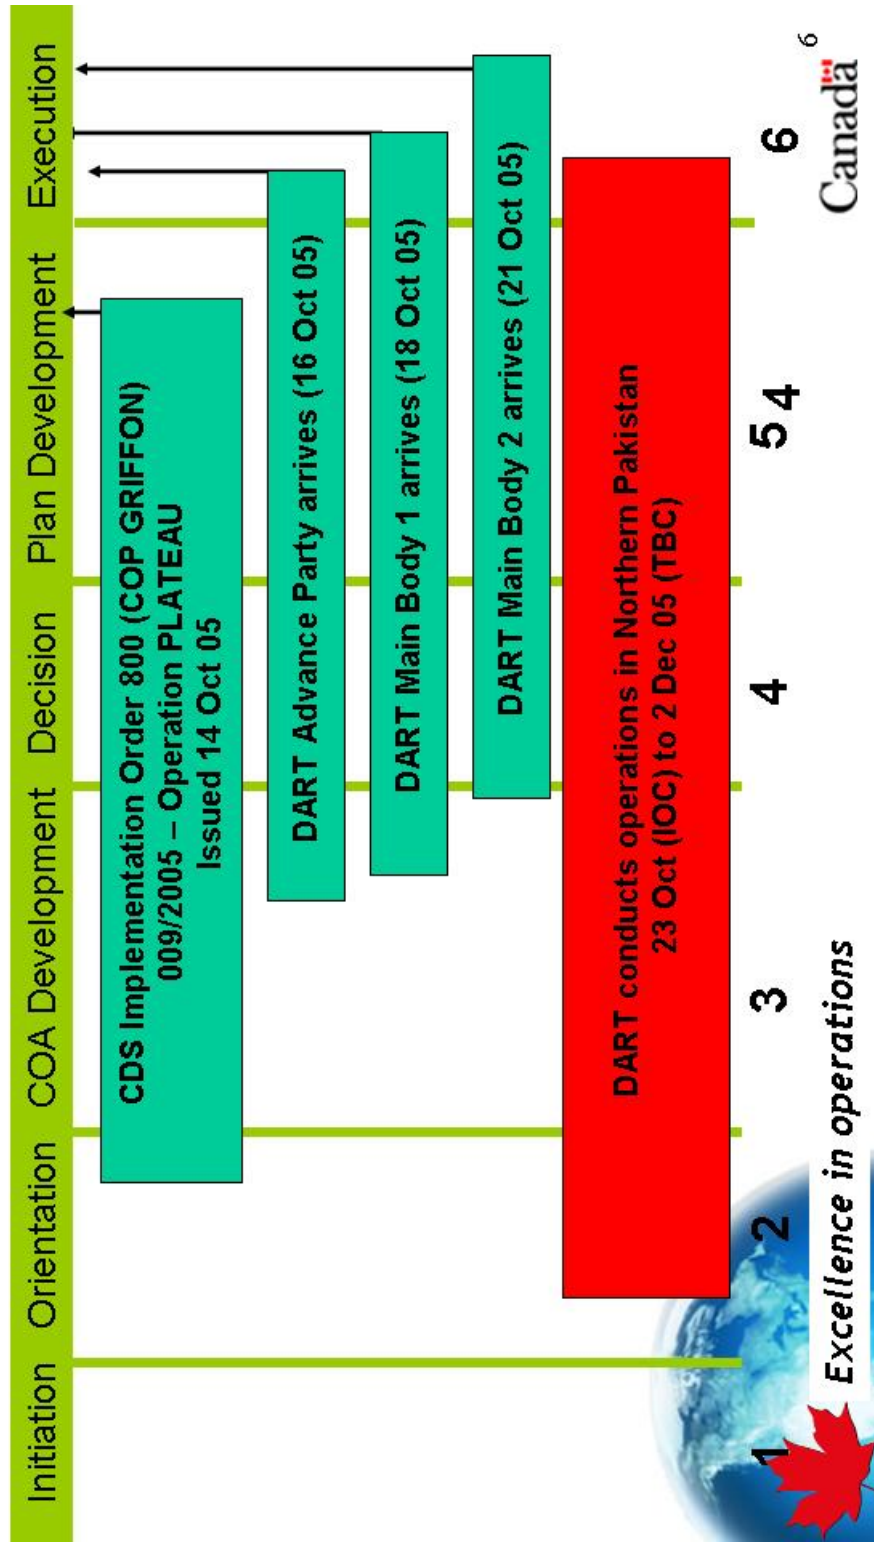 Initiation Orientation COA Development Decision Plan Development Execution
CDS Implementation Order 800 (COP GRIFFON)
009/2005 – Operation PLATEAU
Issued 14 Oct 05
DART Advance Party arrives (16 Oct 05)
DART Main Body 1 arrives (18 Oct 05)
DART Main Body 2 arrives (21 Oct 05)
DART conducts operations in Northern Pakistan
23 Oct (IOC) to 2 Dec 05 (TBC)
1 2 3 4 5 4 6
Excellence in operations
Canada
6